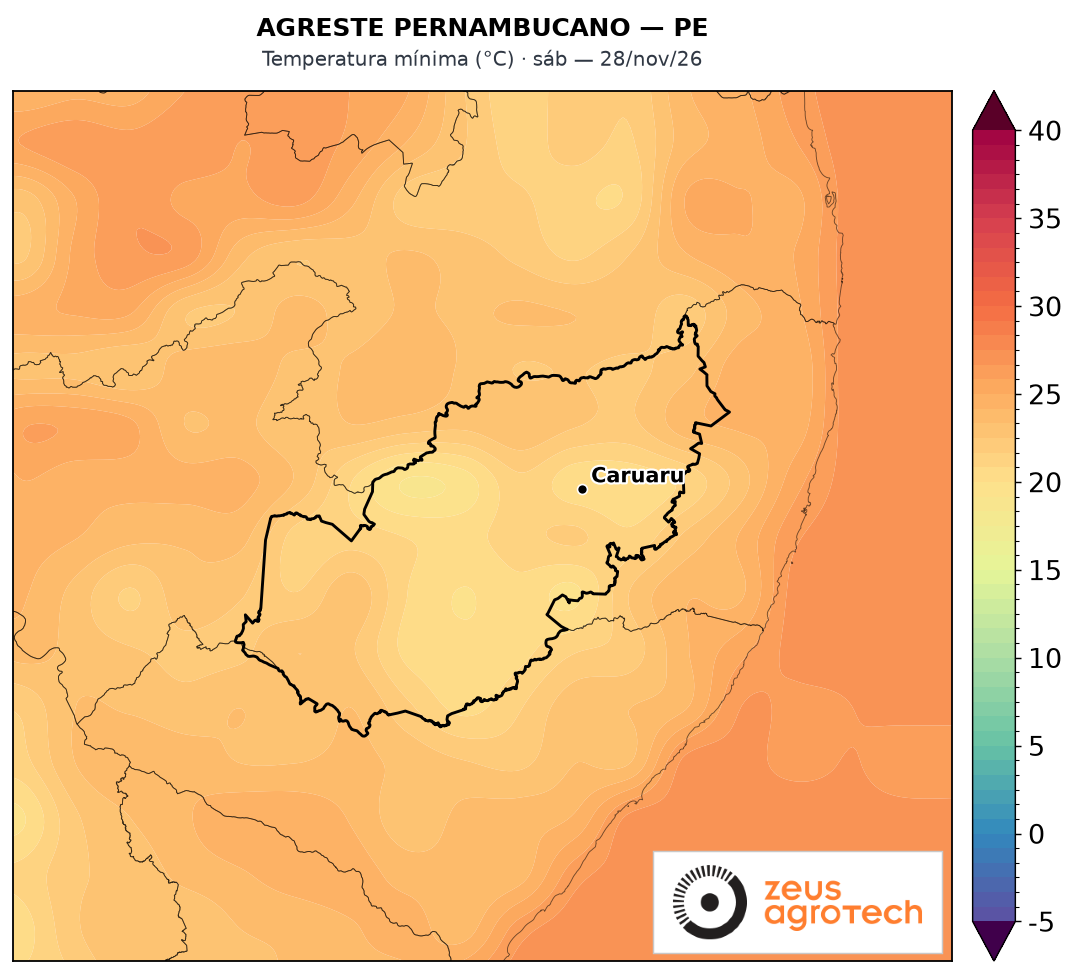 AGRESTE PERNAMBUCANO — PE
Temperatura mínima (°C) · sáb — 28/nov/26
40
35
30
25
20
15
10
5
0
-5
Caruaru
zeus
agrotech